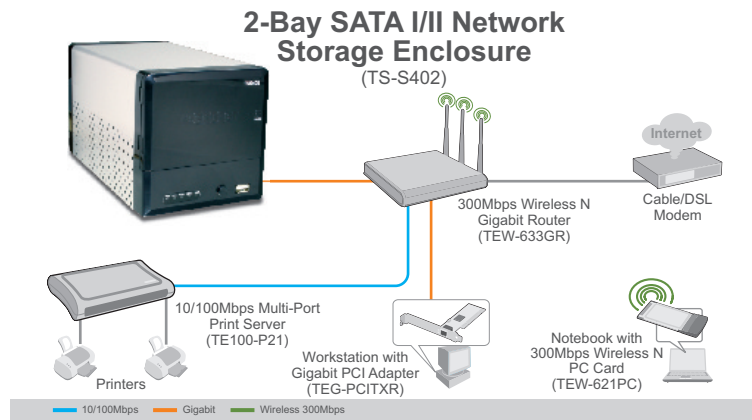 2-Bay SATA I/II Network
Storage Enclosure
(TS-S402)
Internet
300Mbps Wireless N
Gigabit Router
(TEW-633GR)
Cable/DSL
Modem
10/100Mbps Multi-Port
Print Server
(TE100-P21)
Printers
Workstation with
Gigabit PCI Adapter
(TEG-PCITXR)
Notebook with
300Mbps Wireless N
PC Card
(TEW-621PC)
10/100Mbps
Gigabit
Wireless 300Mbps